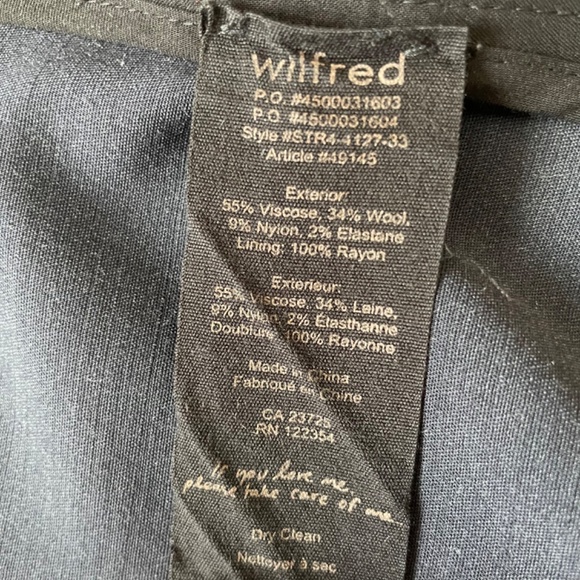 wilfred
P.O. #4500031603
P.O. #4500031604
Style #STR4-4127-33
Article #49145
Exterior:
55% Viscose, 34% Wool,
9% Nylon, 2% Elastane
Lining: 100% Rayon
Exterieur:
55% Viscose, 34% Laine,
9% Nylon, 2% Élasthanne
Doublure: 100% Rayonne
Made in China
Fabriqué en Chine
CA 23725
RN 122354
If you love me,
please take care of me...
Dry Clean
Nettoyer à sec